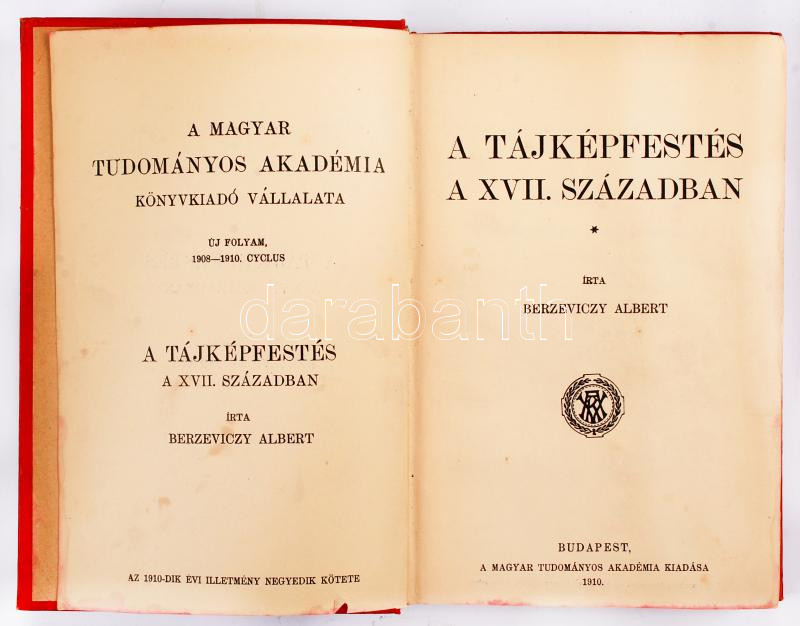 A MAGYAR
TUDOMÁNYOS AKADÉMIA
KÖNYVKIADÓ VÁLLALATA
ÚJ FOLYAM,
1908—1910. CYCLUS
A TÁJKÉPFESTÉS
A XVII. SZÁZADBAN
ÍRTA
BERZEVICZY ALBERT
AZ 1910-DIK ÉVI ILLETMÉNY NEGYEDIK KÖTETE
A TÁJKÉPFESTÉS
A XVII. SZÁZADBAN
*
ÍRTA
BERZEVICZY ALBERT
BUDAPEST,
A MAGYAR TUDOMÁNYOS AKADÉMIA KIADÁSA
1910.
darabanth